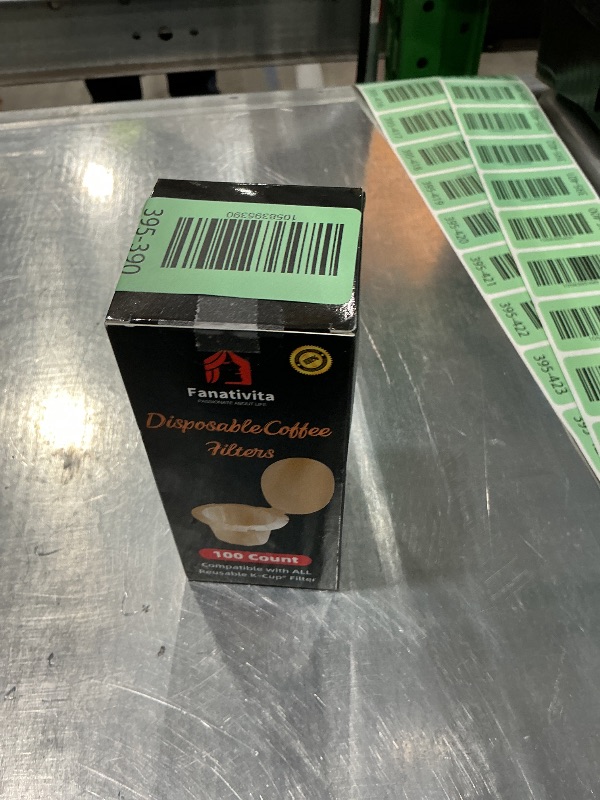 1058395390
395-390
Fanativita
PASSIONATE ABOUT LIFE
Disposable Coffee
Filters
100 Count
Compatible with ALL
Reusable K-Cup® Filter
395-420
395-421
395-422
395-423